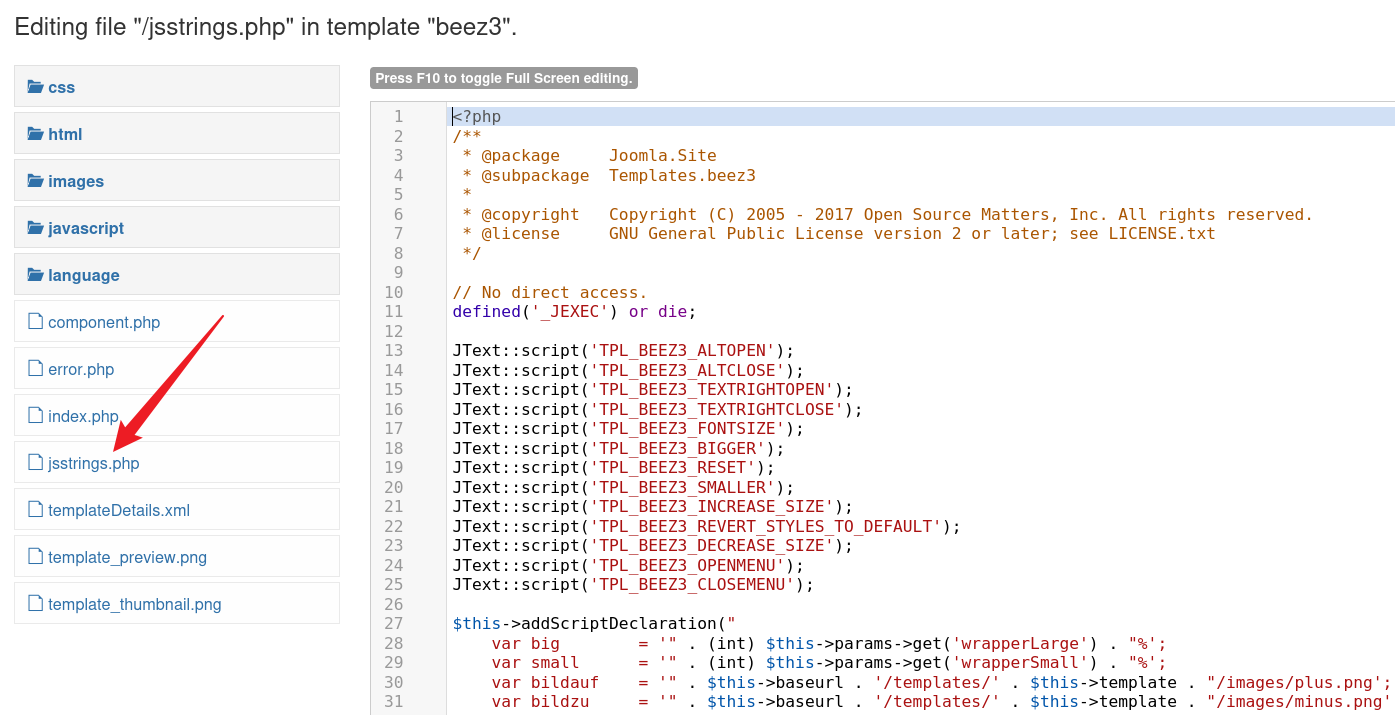 Editing file "/jsstrings.php" in template "beez3".
css
html
images
javascript
language
component.php
error.php
index.php
jsstrings.php
templateDetails.xml
template_preview.png
template_thumbnail.png
Press F10 to toggle Full Screen editing.
1 <?php
2 /**
3  * @package     Joomla.Site
4  * @subpackage  Templates.beez3
5  *
6  * @copyright   Copyright (C) 2005 - 2017 Open Source Matters, Inc. All rights reserved.
7  * @license     GNU General Public License version 2 or later; see LICENSE.txt
8  */
9
10 // No direct access.
11 defined('_JEXEC') or die;
12
13 JText::script('TPL_BEEZ3_ALTOPEN');
14 JText::script('TPL_BEEZ3_ALTCLOSE');
15 JText::script('TPL_BEEZ3_TEXTRIGHTOPEN');
16 JText::script('TPL_BEEZ3_TEXTRIGHTCLOSE');
17 JText::script('TPL_BEEZ3_FONTSIZE');
18 JText::script('TPL_BEEZ3_BIGGER');
19 JText::script('TPL_BEEZ3_RESET');
20 JText::script('TPL_BEEZ3_SMALLER');
21 JText::script('TPL_BEEZ3_INCREASE_SIZE');
22 JText::script('TPL_BEEZ3_REVERT_STYLES_TO_DEFAULT');
23 JText::script('TPL_BEEZ3_DECREASE_SIZE');
24 JText::script('TPL_BEEZ3_OPENMENU');
25 JText::script('TPL_BEEZ3_CLOSEMENU');
26
27 $this->addScriptDeclaration("
28     var big        = '" . (int) $this->params->get('wrapperLarge') . "%';
29     var small      = '" . (int) $this->params->get('wrapperSmall') . "%';
30     var bildauf    = '" . $this->baseurl . '/templates/' . $this->template . "/images/plus.png';
31     var bildzu     = '" . $this->baseurl . '/templates/' . $this->template . "/images/minus.png'